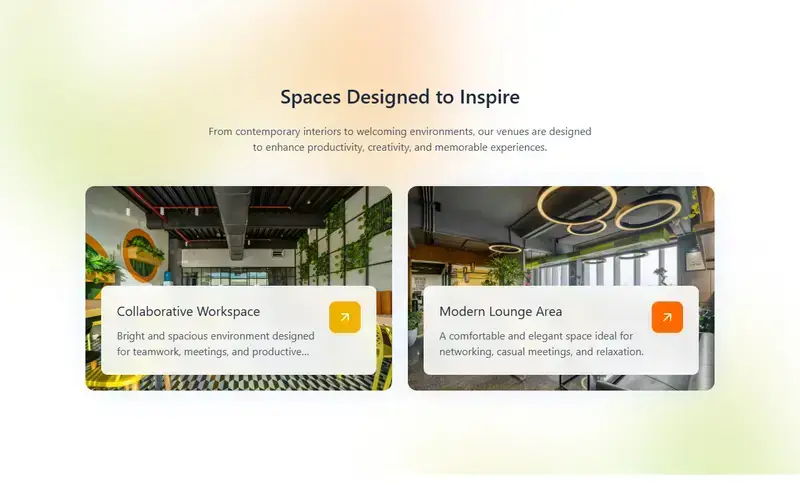 Spaces Designed to Inspire
From contemporary interiors to welcoming environments, our venues are designed
to enhance productivity, creativity, and memorable experiences.
Collaborative Workspace
Bright and spacious environment designed
for teamwork, meetings, and productive...
Modern Lounge Area
A comfortable and elegant space ideal for
networking, casual meetings, and relaxation.